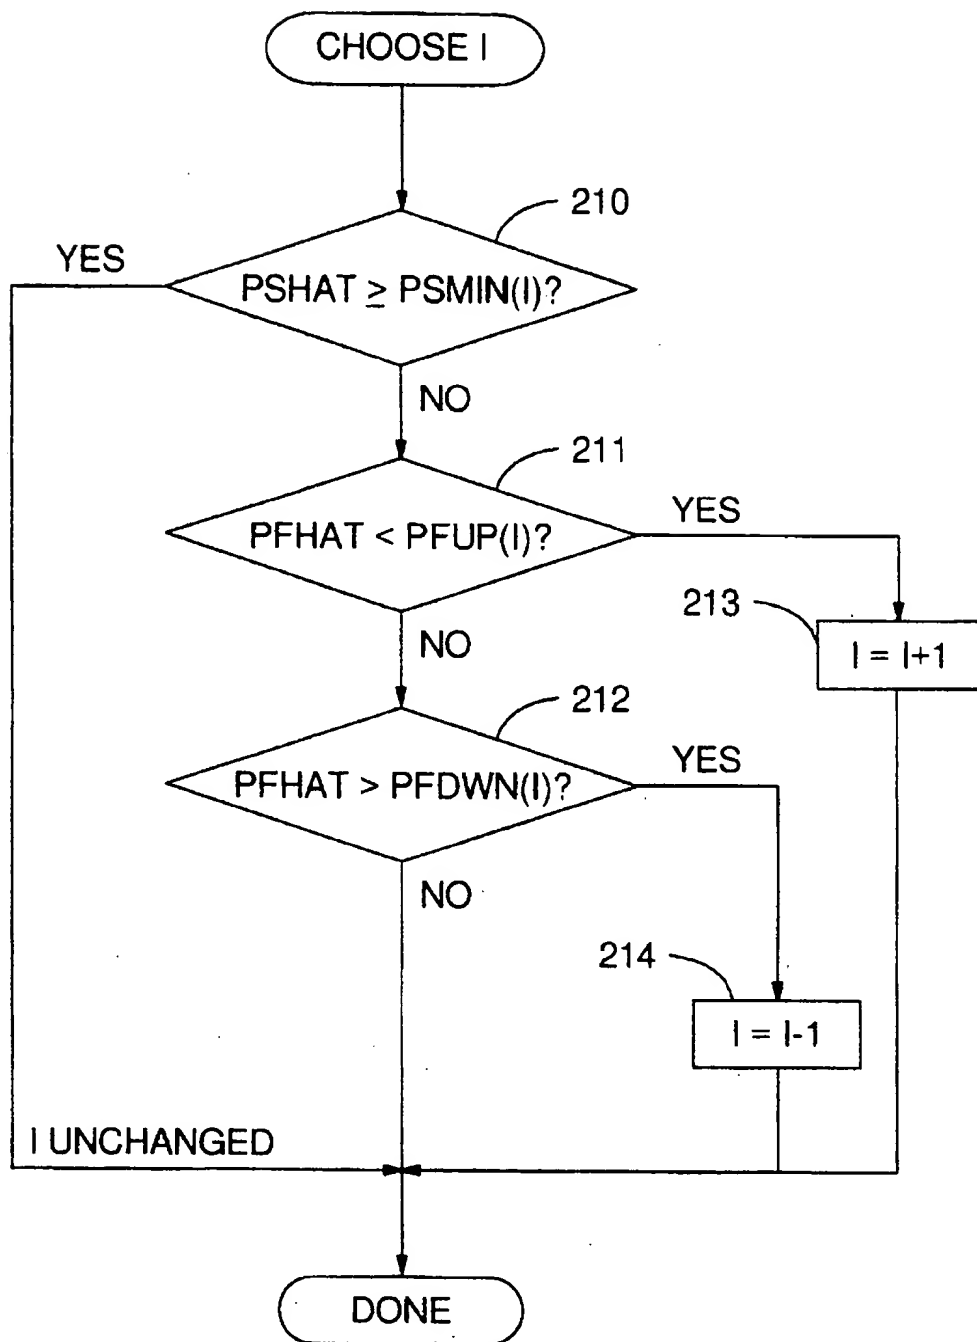 CHOOSE I
210
YES
PSHAT ≥ PSMIN(I)?
NO
211
PFHAT < PFUP(I)?
YES
213
I = I+1
NO
212
PFHAT > PFDWN(I)?
YES
NO
214
I = I-1
I UNCHANGED
DONE